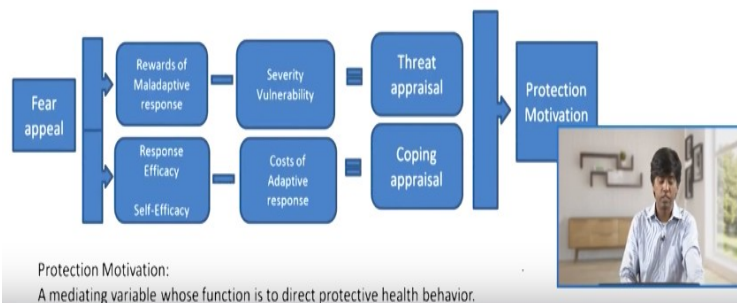 Fear
appeal
Rewards of
Maladaptive
response
Severity
Vulnerability
Threat
appraisal
Response
Efficacy
Self-Efficacy
Costs of
Adaptive
response
Coping
appraisal
Protection
Motivation
Protection Motivation:
A mediating variable whose function is to direct protective health behavior.